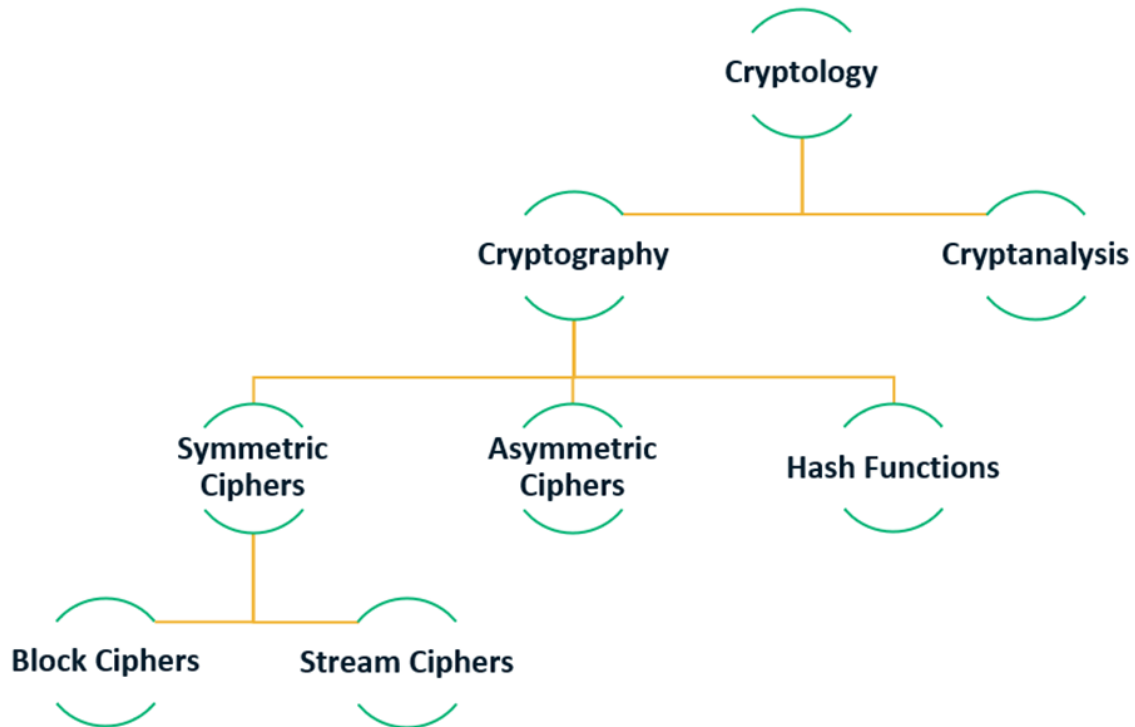 Cryptology
Cryptography
Cryptanalysis
Symmetric
Ciphers
Asymmetric
Ciphers
Hash Functions
Block Ciphers
Stream Ciphers